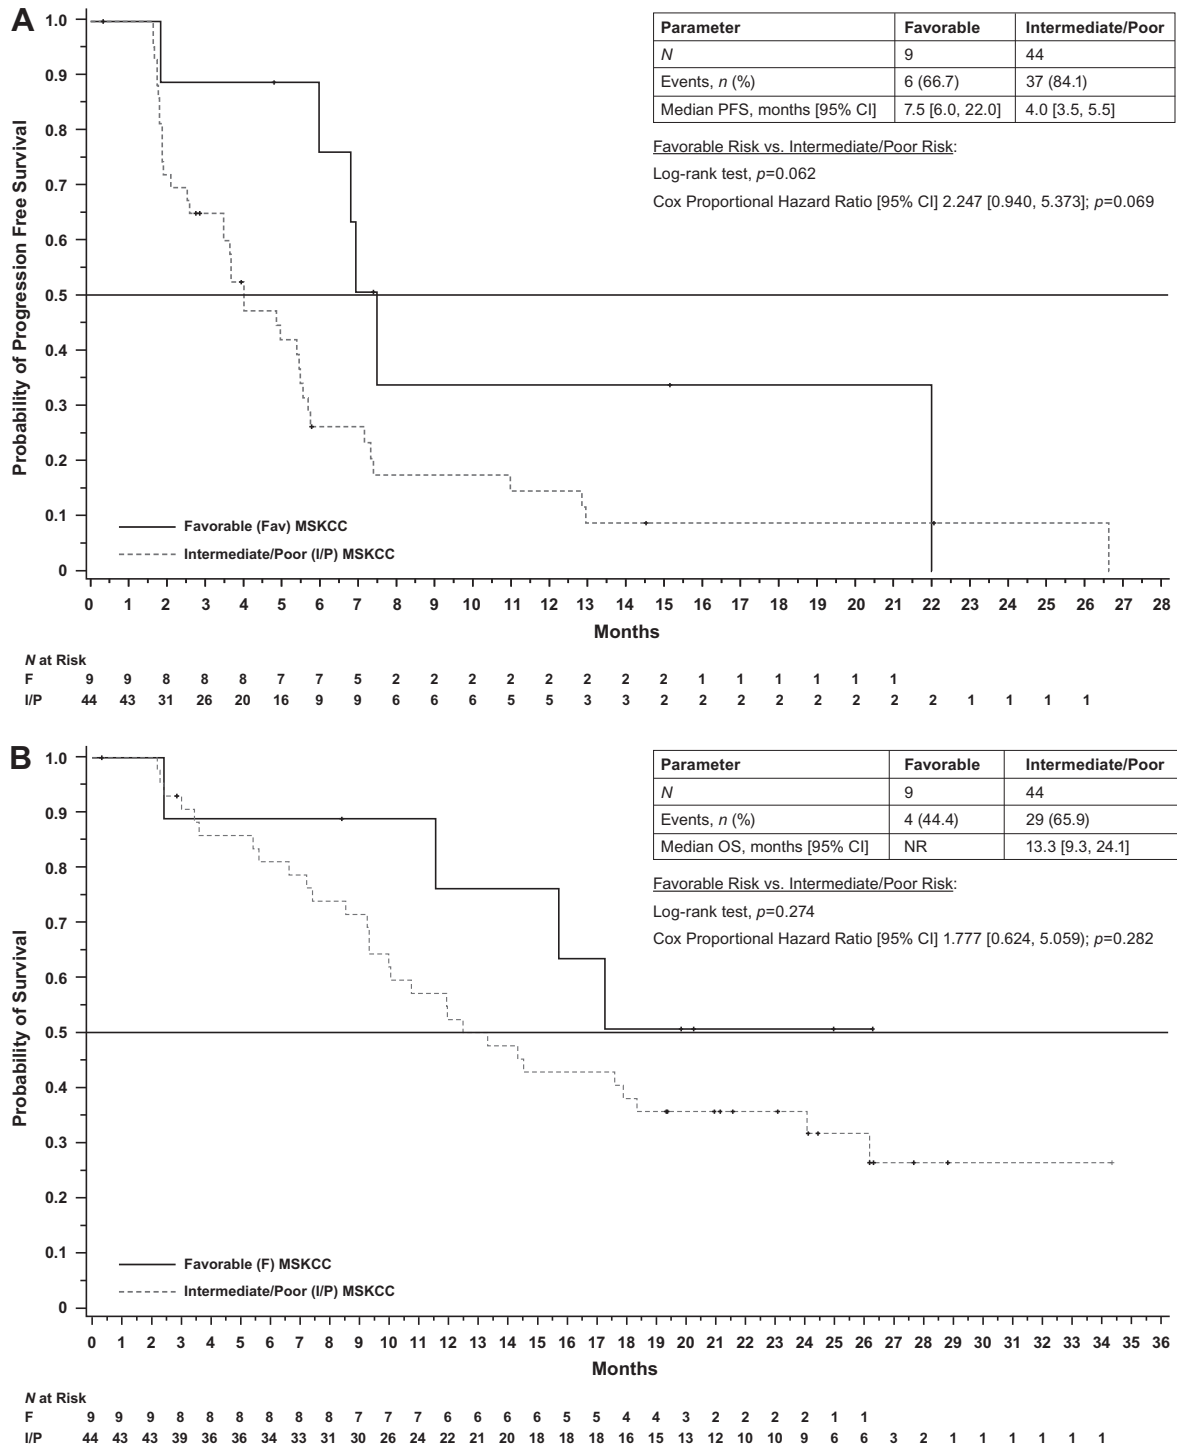 A
Parameter Favorable Intermediate/Poor
N 9 44
Events, n (%) 6 (66.7) 37 (84.1)
Median PFS, months [95% CI] 7.5 [6.0, 22.0] 4.0 [3.5, 5.5]
Favorable Risk vs. Intermediate/Poor Risk:
Log-rank test, p=0.062
Cox Proportional Hazard Ratio [95% CI] 2.247 [0.940, 5.373]; p=0.069
Probability of Progression Free Survival
1.0
0.9
0.8
0.7
0.6
0.5
0.4
0.3
0.2
0.1
0
Favorable (Fav) MSKCC
Intermediate/Poor (I/P) MSKCC
0 1 2 3 4 5 6 7 8 9 10 11 12 13 14 15 16 17 18 19 20 21 22 23 24 25 26 27 28
Months
N at Risk
F 9 9 8 8 8 7 7 5 2 2 2 2 2 2 2 2 1 1 1 1 1 1
I/P 44 43 31 26 20 16 9 9 6 6 6 5 5 3 3 2 2 2 2 2 2 2 2 1 1 1 1
B
Parameter Favorable Intermediate/Poor
N 9 44
Events, n (%) 4 (44.4) 29 (65.9)
Median OS, months [95% CI] NR 13.3 [9.3, 24.1]
Favorable Risk vs. Intermediate/Poor Risk:
Log-rank test, p=0.274
Cox Proportional Hazard Ratio [95% CI] 1.777 [0.624, 5.059); p=0.282
Probability of Survival
1.0
0.9
0.8
0.7
0.6
0.5
0.4
0.3
0.2
0.1
0
Favorable (F) MSKCC
Intermediate/Poor (I/P) MSKCC
0 1 2 3 4 5 6 7 8 9 10 11 12 13 14 15 16 17 18 19 20 21 22 23 24 25 26 27 28 29 30 31 32 33 34 35 36
Months
N at Risk
F 9 9 9 8 8 8 8 8 8 7 7 7 6 6 6 6 5 5 4 4 3 2 2 2 2 1 1
I/P 44 43 43 39 36 36 34 33 31 30 26 24 22 21 20 18 18 18 16 15 13 12 10 10 9 6 6 3 2 1 1 1 1 1 1